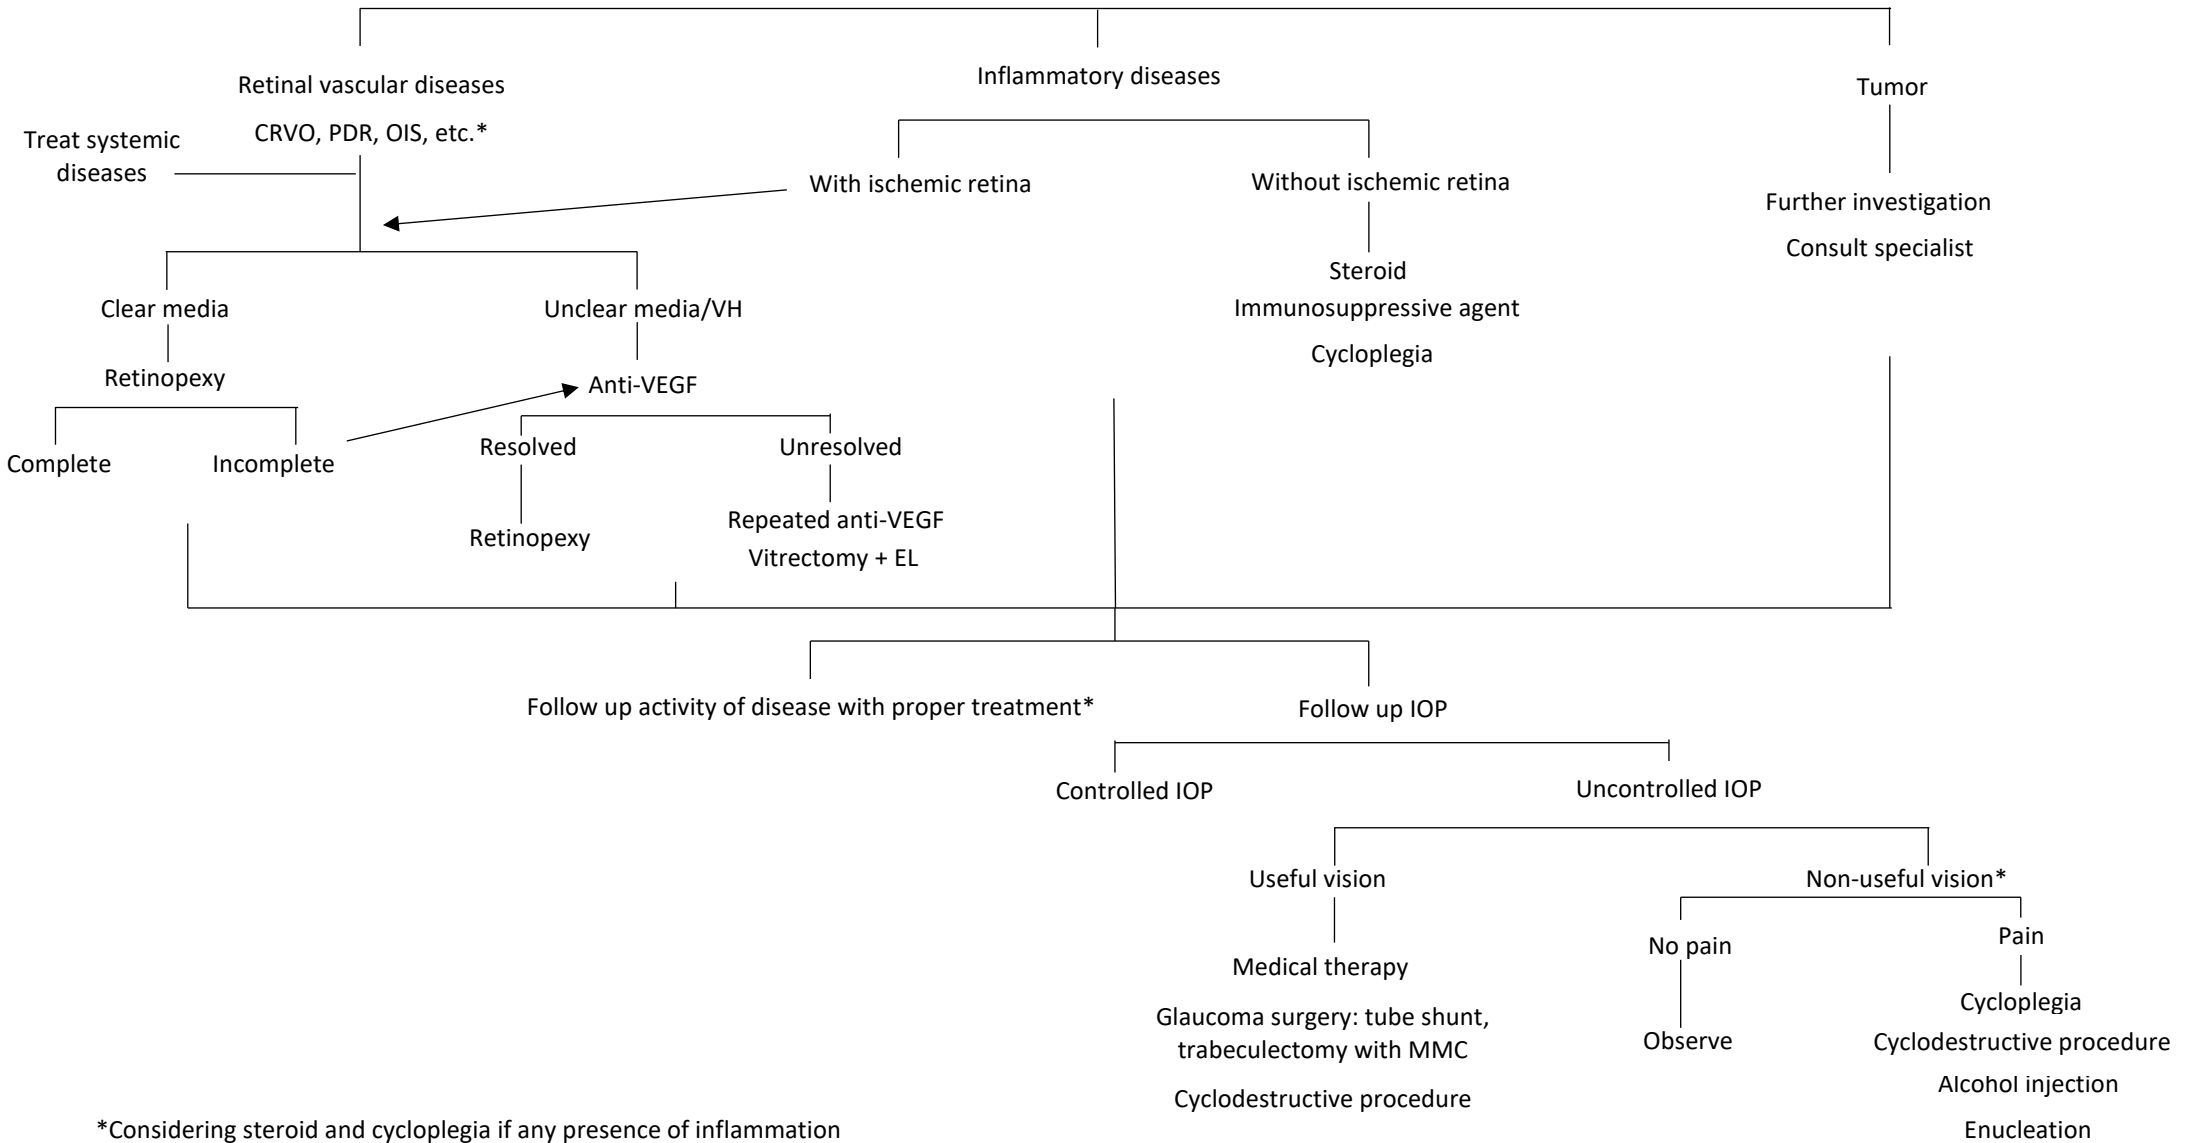 Retinal vascular diseases
CRVO, PDR, OIS, etc.*
Treat systemic
diseases
Inflammatory diseases
Tumor
With ischemic retina
Without ischemic retina
Further investigation
Consult specialist
Steroid
Immunosuppressive agent
Cycloplegia
Clear media
Unclear media/VH
Retinopexy
Anti-VEGF
Complete
Incomplete
Resolved
Unresolved
Retinopexy
Repeated anti-VEGF
Vitrectomy + EL
Follow up activity of disease with proper treatment*
Follow up IOP
Controlled IOP
Uncontrolled IOP
Useful vision
Non-useful vision*
Medical therapy
Glaucoma surgery: tube shunt,
trabeculectomy with MMC
Cyclodestructive procedure
No pain
Observe
Pain
Cycloplegia
Cyclodestructive procedure
Alcohol injection
Enucleation
*Considering steroid and cycloplegia if any presence of inflammation